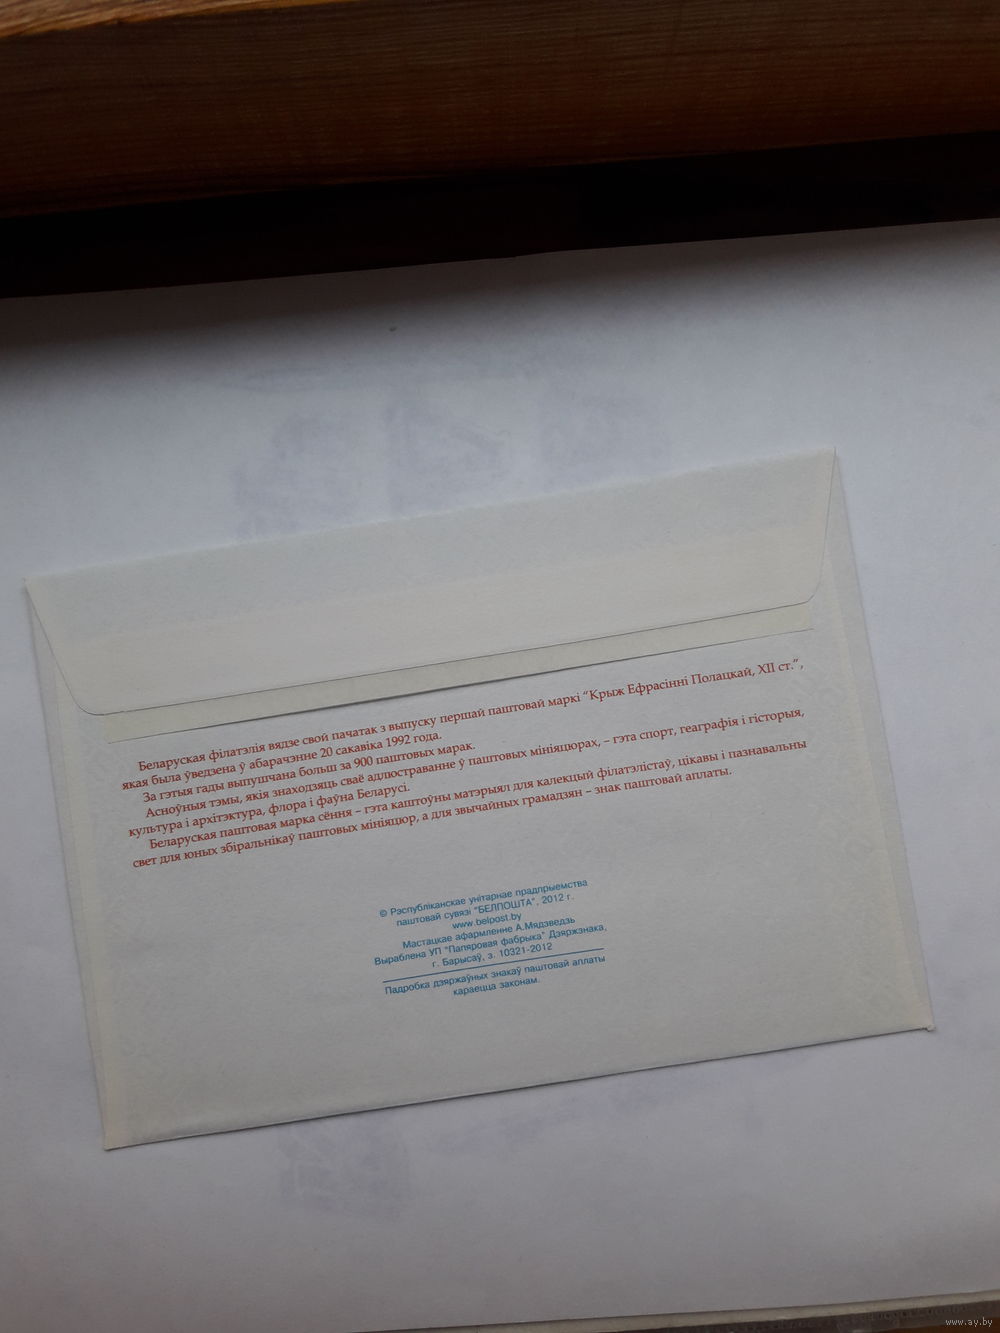 Беларуская філатэлія вядзе свой пачатак з выпуску першай паштовай маркі “Крыж Ефрасінні Полацкай, XII ст.”,
якая была ўведзена ў абарачэнне 20 сакавіка 1992 года.
За гэтыя гады выпушчана больш за 900 паштовых марак.
Асноўныя тэмы, якія знаходзяць сваё адлюстраванне ў паштовых мініяцюрах, – гэта спорт, геаграфія і гісторыя,
культура і архітэктура, флора і фаўна Беларусі.
Беларуская паштовая марка сёння – гэта каштоўны матэрыял для калекцый філатэлістаў, цікавы і пазнавальны
свет для юных збіральнікаў паштовых мініяцюр, а для звычайных грамадзян – знак паштовай аплаты.
© Рэспубліканскае унітарнае прадпрыемства
паштовай сувязі "БЕЛПОШТА", 2012 г.
www.belpost.by
Мастацкае афармленне А.Мядзведзь
Выраблена УП "Папяровая фабрыка" Дзяржзнака,
г. Барысаў, з. 10321-2012
Падробка дзяржаўных знакаў паштовай аплаты
караецца законам.
www.ay.by